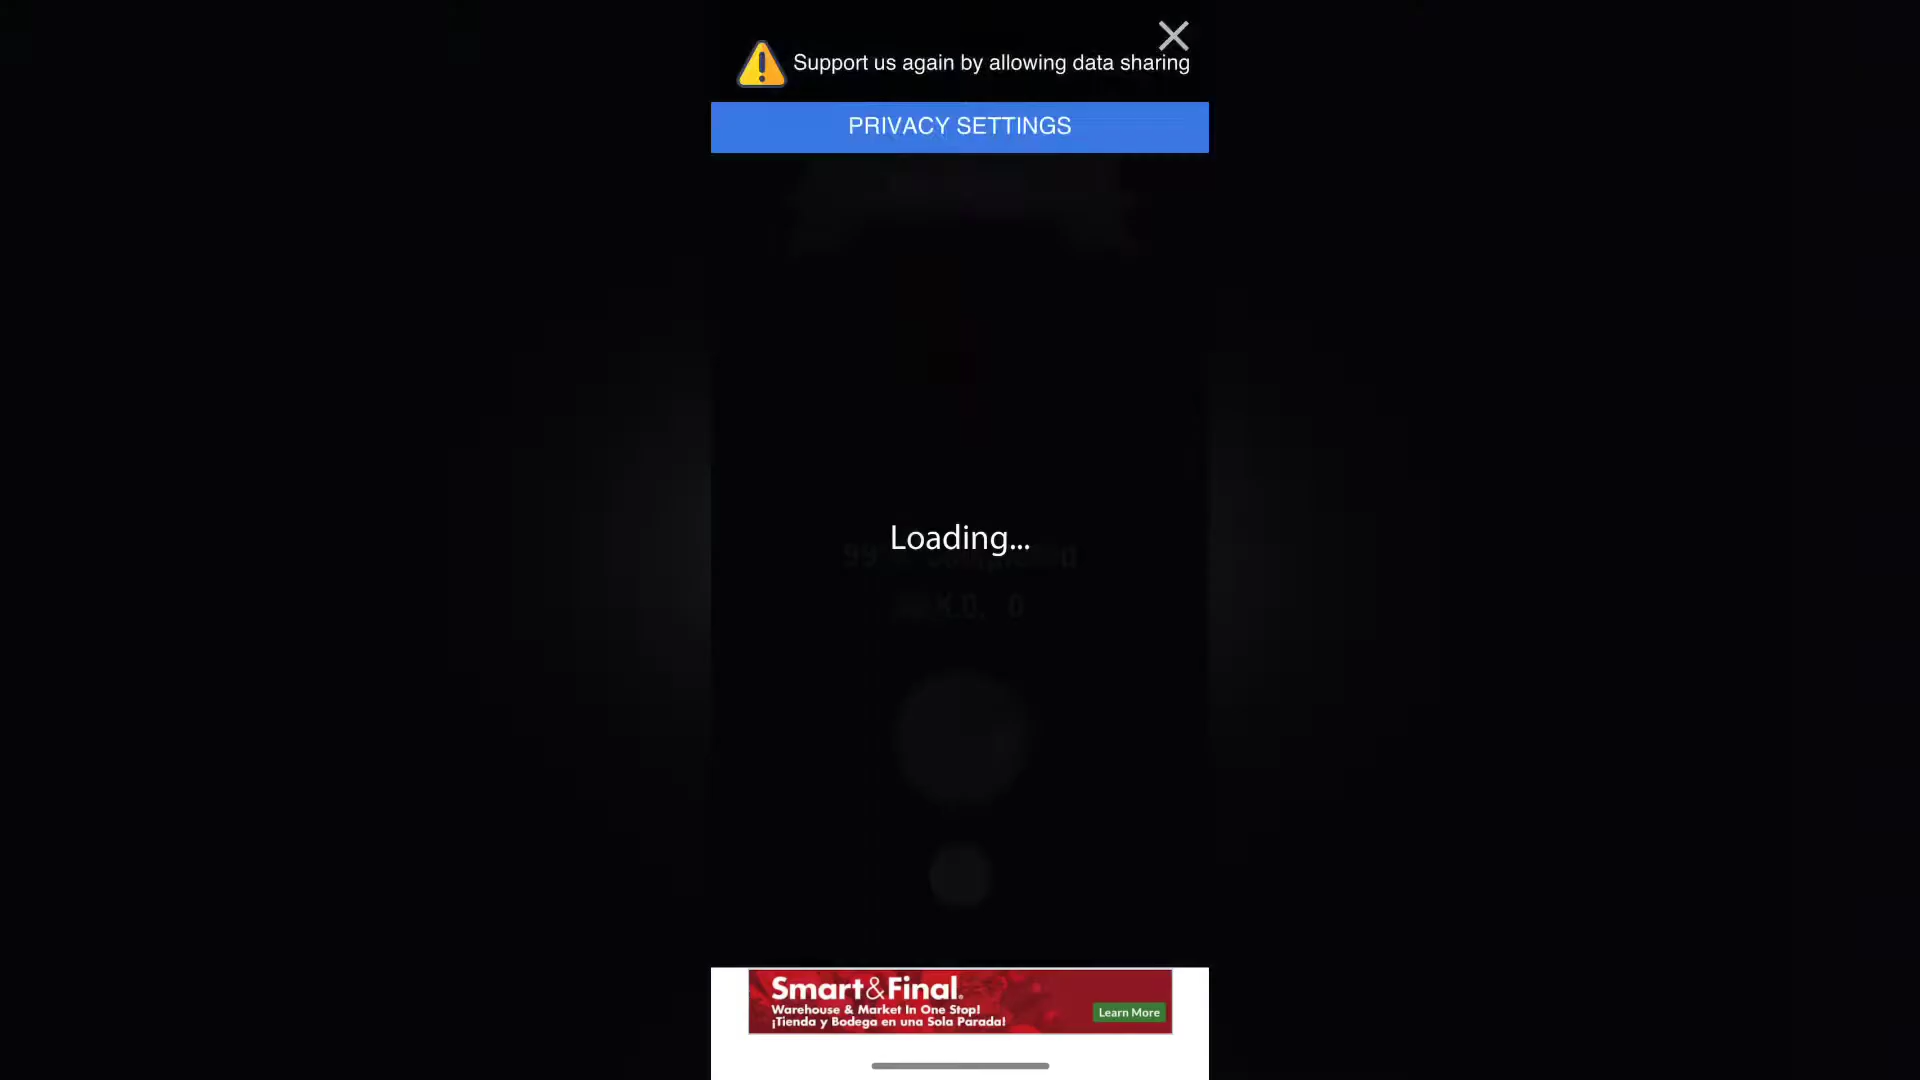 Support us again by allowing data sharing
PRIVACY SETTINGS
Loading...
Smart&Final.
Warehouse & Market In One Stop!
¡Tienda y Bodega en una Sola Parada!
Learn More